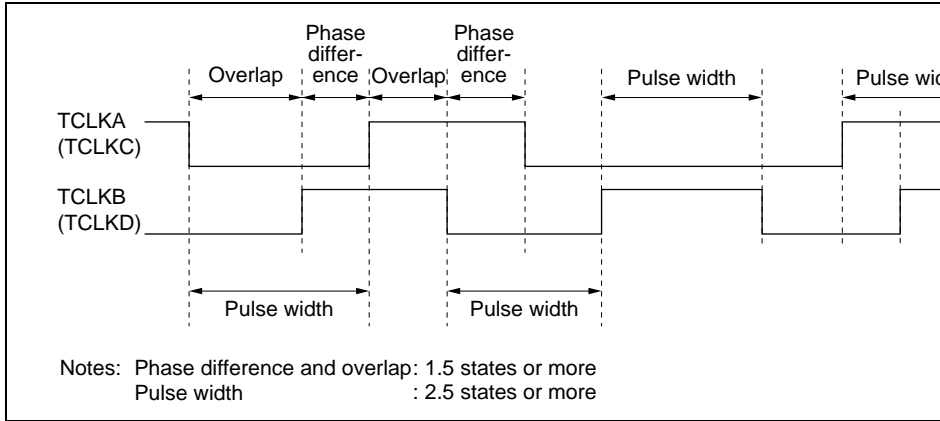 Phase
differ-
ence
Phase
differ-
ence
Overlap
Overlap
Pulse width
Pulse
TCLKA
(TCLKC)
TCLKB
(TCLKD)
Pulse width
Pulse width
Notes: Phase difference and overlap: 1.5 states or more
Pulse width : 2.5 states or more